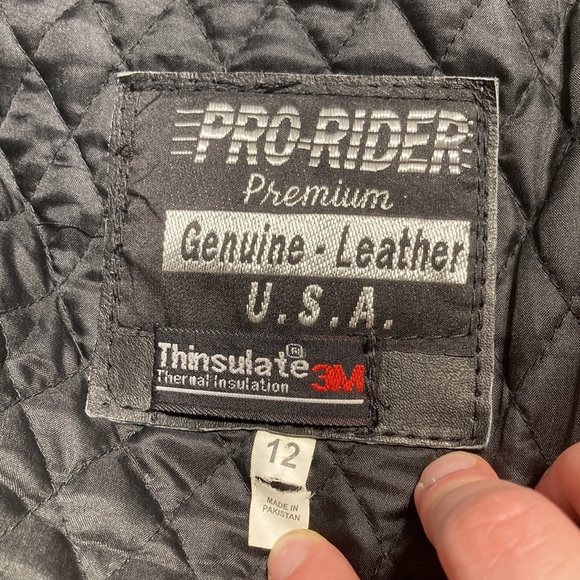 PRO-RIDER
Premium
Genuine - Leather
U.S.A.
Thinsulate®
Thermal Insulation
3M
12
MADE IN
PAKISTAN